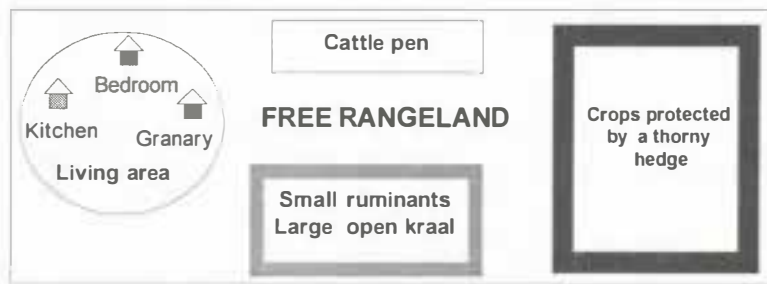 Cattle pen
Bedroom
Kitchen
Granary
Living area
FREE RANGELAND
Small ruminants
Large open kraal
Crops protected
by a thorny
hedge